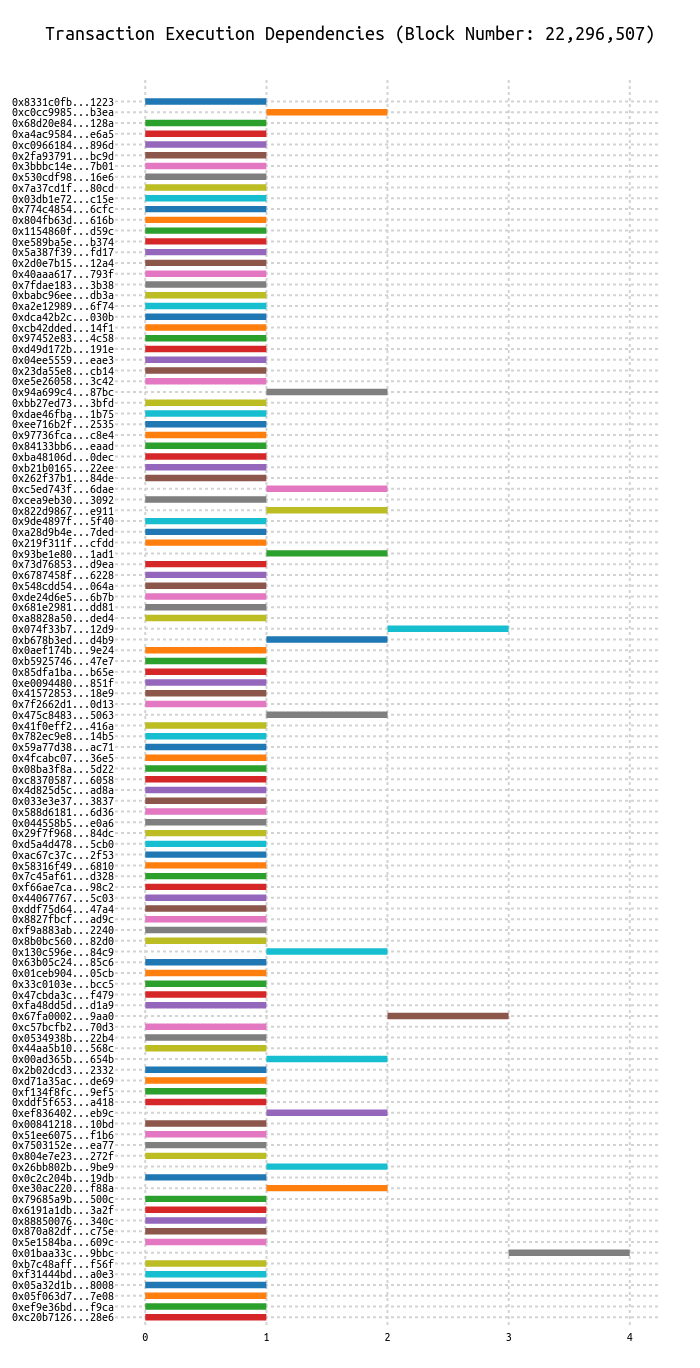 Transaction Execution Dependencies (Block Number: 22,296,507)
0x8331c0fb...1223
0xc0cc9985...b3ea
0x68d20e84...128a
0xa4ac9584...e6a5
0xc0966184...896d
0x2fa93791...bc9d
0x3bbbc14e...7b01
0x530cdf98...16e6
0x7a37cd1f...80cd
0x03db1e72...c15e
0x774c4854...6cfc
0x804fb63d...616b
0x1154860f...d59c
0xe589ba5e...b374
0x5a387f39...fd17
0x2d0e7b15...12a4
0x40aaa617...793f
0x7fdae183...3b38
0xbabc96ee...db3a
0xa2e12989...6f74
0xdca42b2c...030b
0xcb42dded...14f1
0x97452e83...4c58
0xd49d172b...191e
0x04ee5559...eae3
0x23da55e8...cb14
0xe5e26058...3c42
0x94a699c4...87bc
0xbb27ed73...3bfd
0xdae46fba...1b75
0xee716b2f...2535
0x97736fca...c8e4
0x84133bb6...eaad
0xba48106d...0dec
0xb21b0165...22ee
0x262f37b1...84de
0xc5ed743f...6dae
0xcea9eb30...3092
0x822d9867...e911
0x9de4897f...5f40
0xa28d9b4e...7ded
0x219f311f...cfdd
0x93be1e80...1ad1
0x73d76853...d9ea
0x6787458f...6228
0x548cdd54...064a
0xde24d6e5...6b7b
0x681e2981...dd81
0xa8828a50...ded4
0x074f33b7...12d9
0xb678b3ed...d4b9
0x0aef174b...9e24
0xb5925746...47e7
0x85dfa1ba...b65e
0xe0094480...851f
0x41572853...18e9
0x7f2662d1...0d13
0x475c8483...5063
0x41f0eff2...416a
0x782ec9e8...14b5
0x59a77d38...ac71
0x4fcabc07...36e5
0x08ba3f8a...5d22
0xc8370587...6058
0x4d825d5c...ad8a
0x033e3e37...3837
0x588d6181...6d36
0x044558b5...e0a6
0x29f7f968...84dc
0xd5a4d478...5cb0
0xac67c37c...2f53
0x58316f49...6810
0x7c45af61...d328
0xf66ae7ca...98c2
0x44067767...5c03
0xddf75d64...47a4
0x8827fbcf...ad9c
0xf9a883ab...2240
0x8b0bc560...82d0
0x130c596e...84c9
0x63b05c24...85c6
0x01ceb904...05cb
0x33c0103e...bcc5
0x47cbda3c...f479
0xfa48dd5d...d1a9
0x67fa0002...9aa0
0xc57bcfb2...70d3
0x0534938b...22b4
0x44aa5b10...568c
0x00ad365b...654b
0x2b02dcd3...2332
0xd71a35ac...de69
0xf134f8fc...9ef5
0xddf5f653...a418
0xef836402...eb9c
0x00841218...10bd
0x51ee6075...f1b6
0x7503152e...ea77
0x804e7e23...272f
0x26bb802b...9be9
0x0c2c204b...19db
0xe30ac220...f88a
0x79685a9b...500c
0x6191a1db...3a2f
0x88850076...340c
0x870a82df...c75e
0x5e1584ba...609c
0x01baa33c...9bbc
0xb7c48aff...f56f
0xf31444bd...a0e3
0x05a32d1b...8008
0x05f063d7...7e08
0xef9e36bd...f9ca
0xc20b7126...28e6
0 1 2 3 4